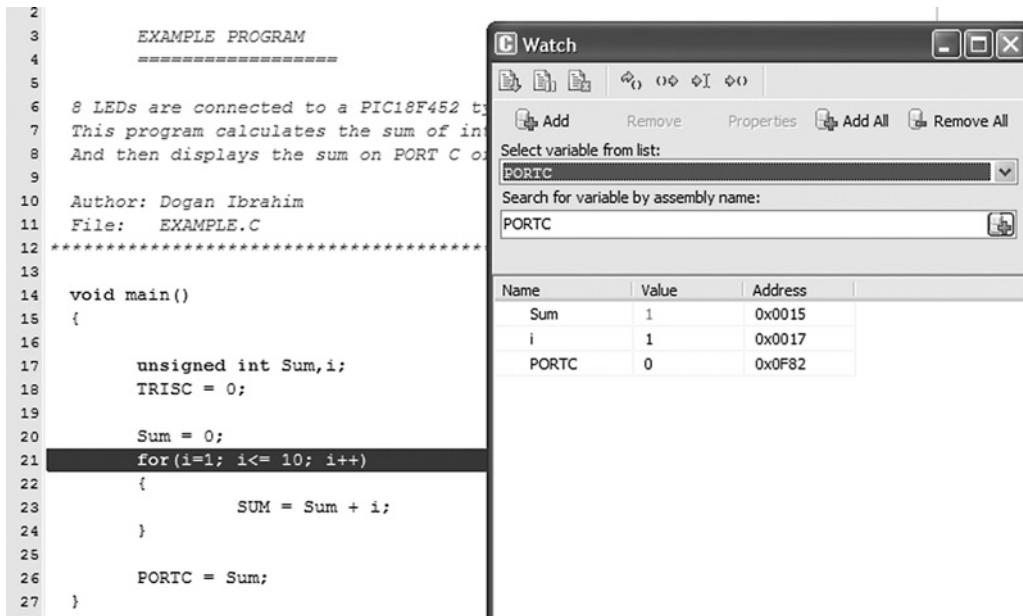 2
3 EXAMPLE PROGRAM
4 ==================
5
6 8 LEDs are connected to a PIC18F452 ty
7 This program calculates the sum of int
8 And then displays the sum on PORT C o
9
10 Author: Dogan Ibrahim
11 File: EXAMPLE.C
12 ****************************************
13
14 void main()
15 {
16
17 unsigned int Sum,i;
18 TRISC = 0;
19
20 Sum = 0;
21 for(i=1; i<= 10; i++)
22 {
23 SUM = Sum + i;
24 }
25
26 PORTC = Sum;
27 }
Watch
Add Remove Properties Add All Remove All
Select variable from list:
PORTC
Search for variable by assembly name:
PORTC
Name Value Address
Sum 1 0x0015
i 1 0x0017
PORTC 0 0x0F82